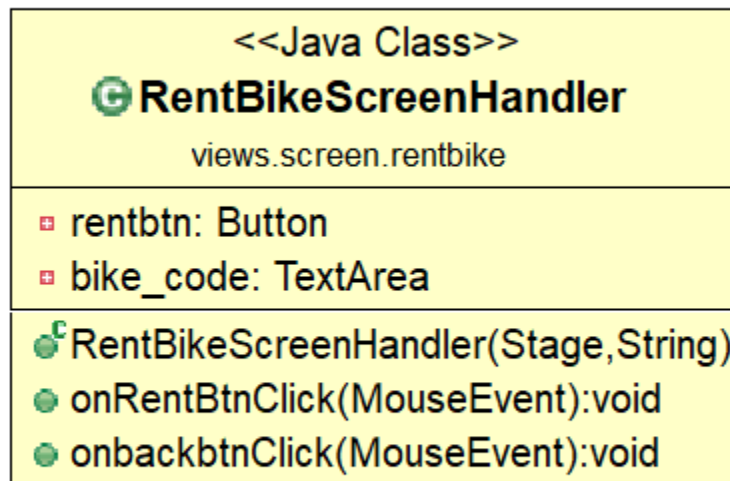 <<Java Class>>
RentBikeScreenHandler
views.screen.rentbike
rentbtn: Button
bike_code: TextArea
RentBikeScreenHandler(Stage,String)
onRentBtnClick(MouseEvent):void
onbackbtnClick(MouseEvent):void